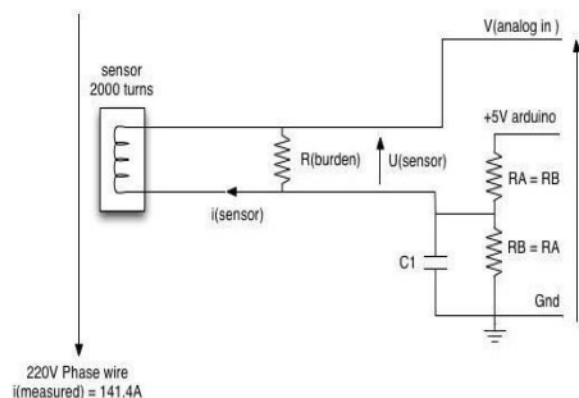 V(analog in )
sensor
2000 turns
+5V arduino
R(burden)
U(sensor)
RA = RB
i(sensor)
RB = RA
C1
Gnd
220V Phase wire
i(measured) = 141.4A